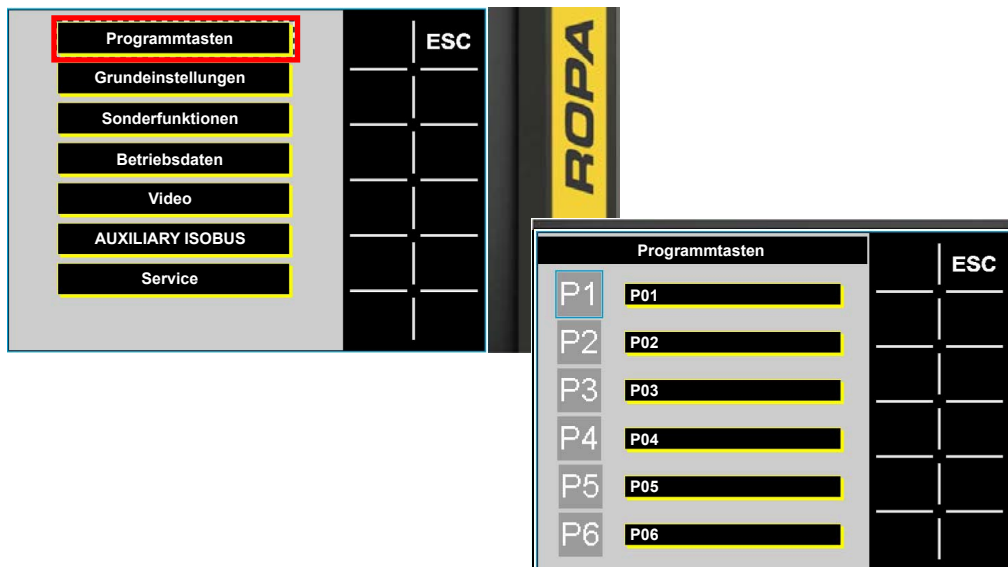 Programmtasten
ESC
Grundeinstellungen
Sonderfunktionen
Betriebsdaten
Video
AUXILIARY ISOBUS
Service
ROPA
Programmtasten
ESC
P1 P01
P2 P02
P3 P03
P4 P04
P5 P05
P6 P06